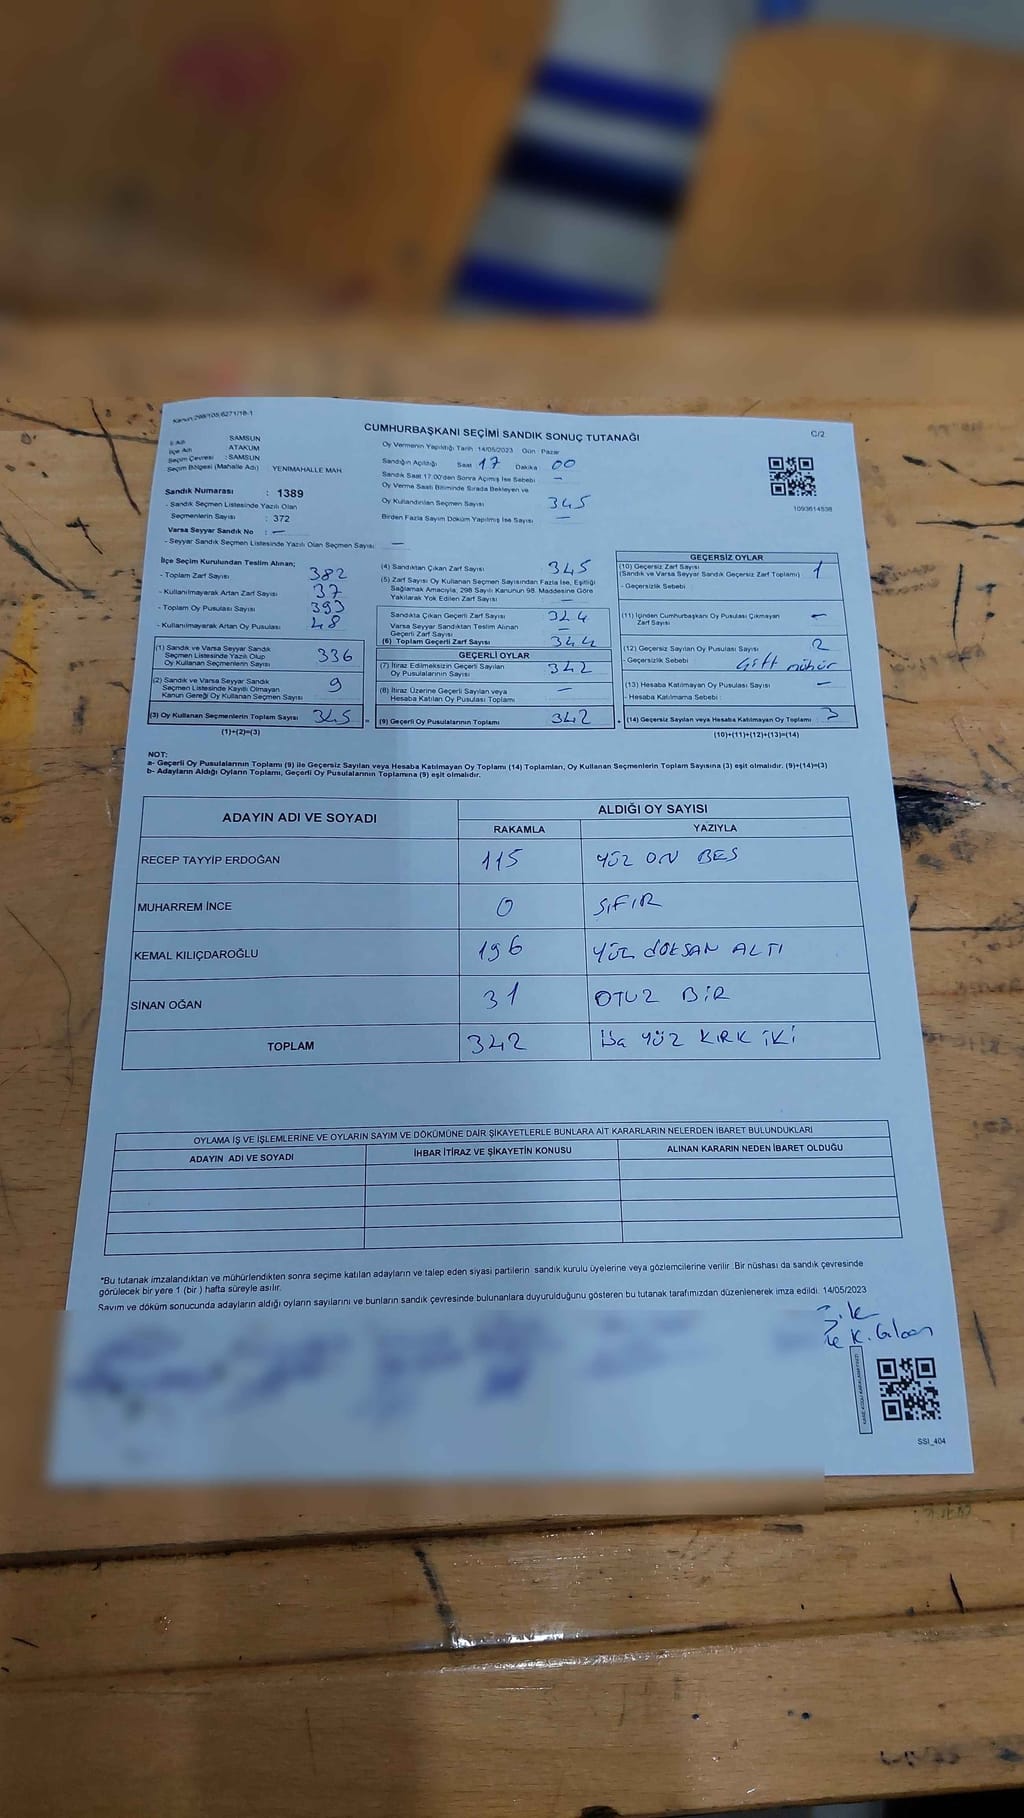 Kanun:298/105,6271/18-1
CUMHURBAŞKANI SEÇİMİ SANDIK SONUÇ TUTANAĞI
C/2
İl Adı : SAMSUN
İlçe Adı : ATAKUM
Seçim Çevresi : SAMSUN
Seçim Bölgesi (Mahalle Adı) : YENİMAHALLE MAH.
Sandık Numarası : 1389
- Sandık Seçmen Listesinde Yazılı Olan
Seçmenlerin Sayısı : 372
Varsa Seyyar Sandık No : -
- Seyyar Sandık Seçmen Listesinde Yazılı Olan Seçmen Sayısı: -
Oy Vermenin Yapıldığı Tarih :14/05/2023 Gün : Pazar
Sandığın Açıldığı Saat 17 Dakika 00
Sandık Saat 17:00'den Sonra Açılmış İse Sebebi -
Oy Verme Saati Bitiminde Sırada Bekleyen ve
Oy Kullandırılan Seçmen Sayısı 345
Birden Fazla Sayım Döküm Yapılmış İse Sayısı -
1093614538
İlçe Seçim Kurulundan Teslim Alınan;
- Toplam Zarf Sayısı 382
- Kullanılmayarak Artan Zarf Sayısı 37
- Toplam Oy Pusulası Sayısı 393
- Kullanılmayarak Artan Oy Pusulası 48
(1) Sandık ve Varsa Seyyar Sandık
Seçmen Listesinde Yazılı Olup
Oy Kullanan Seçmenlerin Sayısı 336
(2) Sandık ve Varsa Seyyar Sandık
Seçmen Listesinde Kayıtlı Olmayan
Kanun Gereği Oy Kullanan Seçmen Sayısı 9
(3) Oy Kullanan Seçmenlerin Toplam Sayısı 345 =
(1)+(2)=(3)
(4) Sandıktan Çıkan Zarf Sayısı 345
(5) Zarf Sayısı Oy Kullanan Seçmen Sayısından Fazla İse, Eşitliği
Sağlamak Amacıyla; 298 Sayılı Kanunun 98. Maddesine Göre
Yakılarak Yok Edilen Zarf Sayısı: -
Sandıkta Çıkan Geçerli Zarf Sayısı 344
Varsa Seyyar Sandıktan Teslim Alınan
Geçerli Zarf Sayısı -
(6) Toplam Geçerli Zarf Sayısı 344
GEÇERLİ OYLAR
(7) İtiraz Edilmeksizin Geçerli Sayılan
Oy Pusulalarının Sayısı 342
(8) İtiraz Üzerine Geçerli Sayılan veya
Hesaba Katılan Oy Pusulası Toplamı -
(9) Geçerli Oy Pusulalarının Toplamı 342 +
GEÇERSİZ OYLAR
(10) Geçersiz Zarf Sayısı
(Sandık ve Varsa Seyyar Sandık Geçersiz Zarf Toplamı) 1
- Geçersizlik Sebebi :
(11) İçinden Cumhurbaşkanı Oy Pusulası Çıkmayan
Zarf Sayısı -
(12) Geçersiz Sayılan Oy Pusulası Sayısı 2
- Geçersizlik Sebebi : Çift mühür
(13) Hesaba Katılmayan Oy Pusulası Sayısı -
- Hesaba Katılmama Sebebi :
(14) Geçersiz Sayılan veya Hesaba Katılmayan Oy Toplamı 3
(10)+(11)+(12)+(13)=(14)
NOT:
a- Geçerli Oy Pusulalarının Toplamı (9) ile Geçersiz Sayılan veya Hesaba Katılmayan Oy Toplamı (14) Toplamları, Oy Kullanan Seçmenlerin Toplam Sayısına (3) eşit olmalıdır. (9)+(14)=(3)
b- Adayların Aldığı Oyların Toplamı, Geçerli Oy Pusulalarının Toplamına (9) eşit olmalıdır.
ADAYIN ADI VE SOYADI ALDIĞI OY SAYISI
RAKAMLA YAZIYLA
RECEP TAYYİP ERDOĞAN 115 YÜZ ON BEŞ
MUHARREM İNCE 0 SIFIR
KEMAL KILIÇDAROĞLU 196 YÜZ DOKSAN ALTI
SİNAN OĞAN 31 OTUZ BİR
TOPLAM 342 YÜZ KIRK İKİ
OYLAMA İŞ VE İŞLEMLERİNE VE OYLARIN SAYIM VE DÖKÜMÜNE DAİR ŞİKAYETLERLE BUNLARA AİT KARARLARIN NELERDEN İBARET BULUNDUKLARI
ADAYIN ADI VE SOYADI İHBAR İTİRAZ VE ŞİKAYETİN KONUSU ALINAN KARARIN NEDEN İBARET OLDUĞU
*Bu tutanak imzalandıktan ve mühürlendikten sonra seçime katılan adayların ve talep eden siyasi partilerin sandık kurulu üyelerine veya gözlemcilerine verilir .Bir nüshası da sandık çevresinde
görülecek bir yere 1 (bir ) hafta süreyle asılır.
Sayım ve döküm sonucunda adayların aldığı oyların sayılarını ve bunların sandık çevresinde bulunanlara duyurulduğunu gösteren bu tutanak tarafımızdan düzenlenerek imza edildi. 14/05/2023
SSI_404